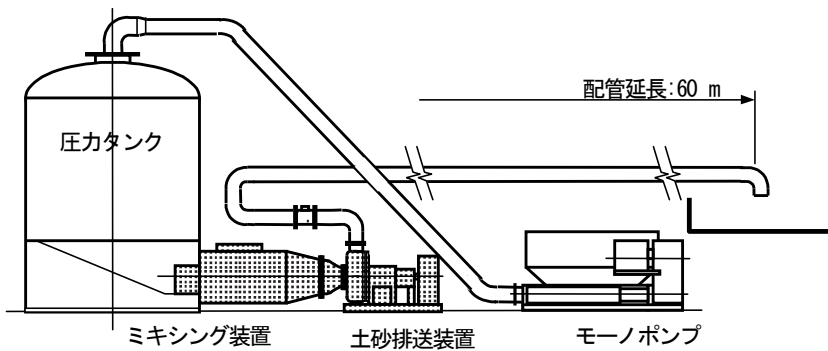 配管延長:60 m
圧力タンク
ミキシング装置
土砂排送装置
モーノポンプ